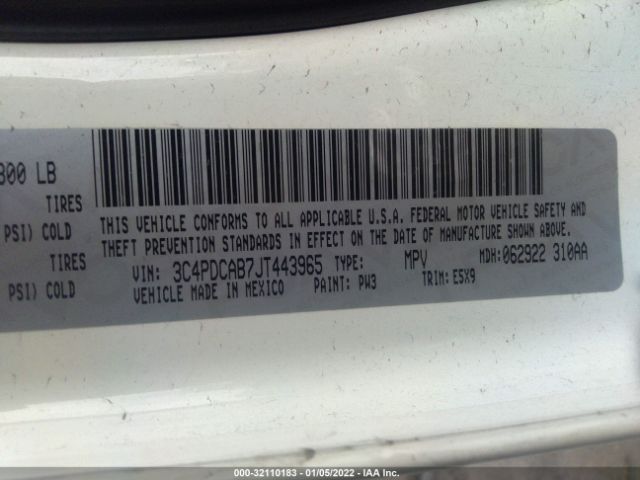 300 LB
TIRES
PSI) COLD
TIRES
PSI) COLD
THIS VEHICLE CONFORMS TO ALL APPLICABLE U.S.A. FEDERAL MOTOR VEHICLE SAFETY AND
THEFT PREVENTION STANDARDS IN EFFECT ON THE DATE OF MANUFACTURE SHOWN ABOVE.
VIN: 3C4PDCAB7JT443965 TYPE: MPV MDH: 062922 310AA
VEHICLE MADE IN MEXICO PAINT: PW3 TRIM: E5X9
000-32110183 - 01/05/2022 - IAA Inc.